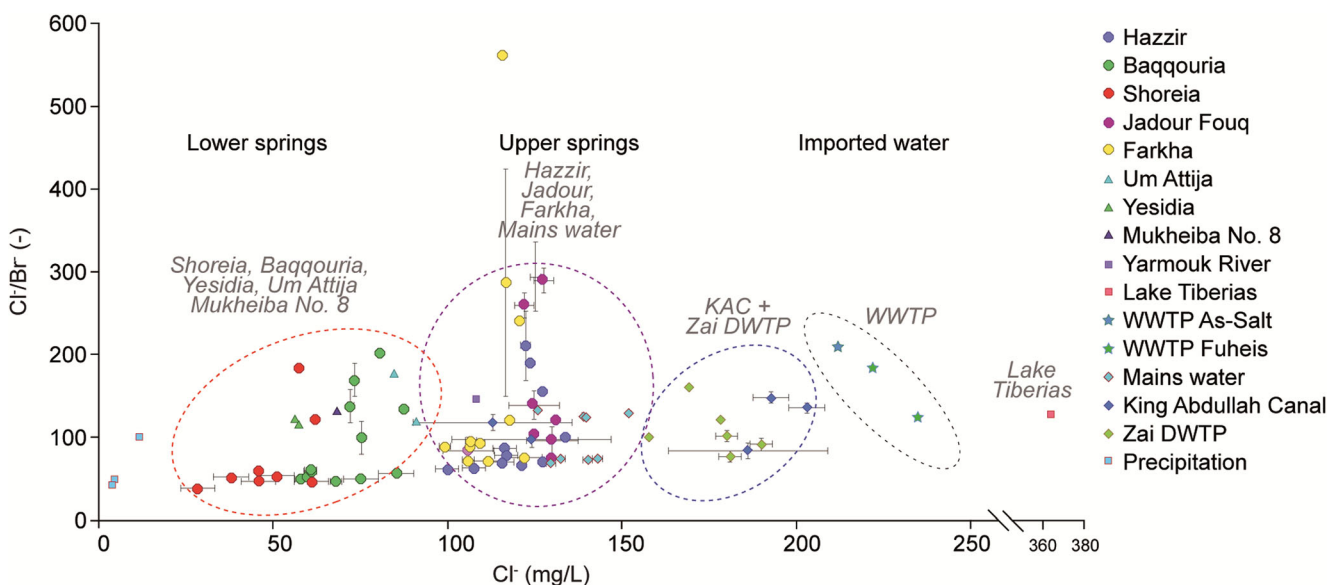 600
500
400
300
200
100
0
Cl⁻/Br⁻ (-)
Lower springs
Upper springs
Imported water
Hazzir,
Jadour,
Farkha,
Mains water
Shoreia, Baqqouria,
Yesidia, Um Attija
Mukheiba No. 8
KAC +
Zai DWTP
WWTP
Lake
Tiberias
0
50
100
150
200
250
360
380
Cl⁻ (mg/L)
Hazzir
Baqqouria
Shoreia
Jadour Fouq
Farkha
Um Attija
Yesidia
Mukheiba No. 8
Yarmouk River
Lake Tiberias
WWTP As-Salt
WWTP Fuheis
Mains water
King Abdullah Canal
Zai DWTP
Precipitation